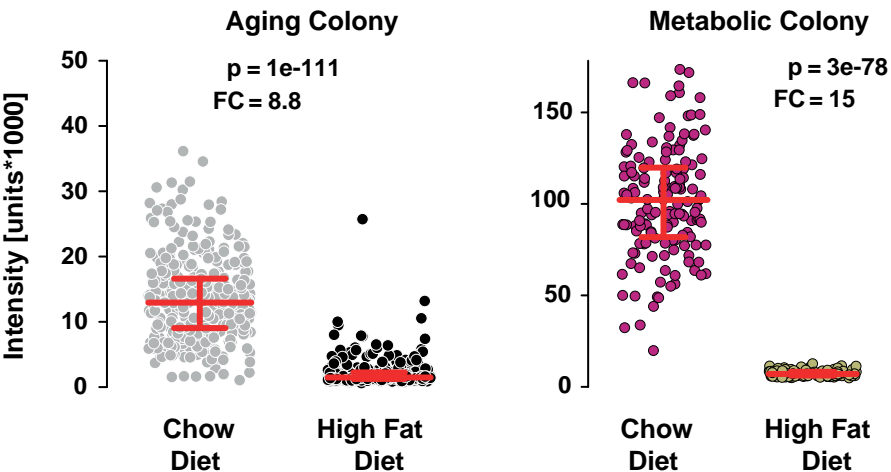 Aging Colony
Metabolic Colony
Intensity [units*1000]
50
40
30
20
10
0
p = 1e-111
FC = 8.8
Chow
Diet
High Fat
Diet
150
100
50
0
p = 3e-78
FC = 15
Chow
Diet
High Fat
Diet